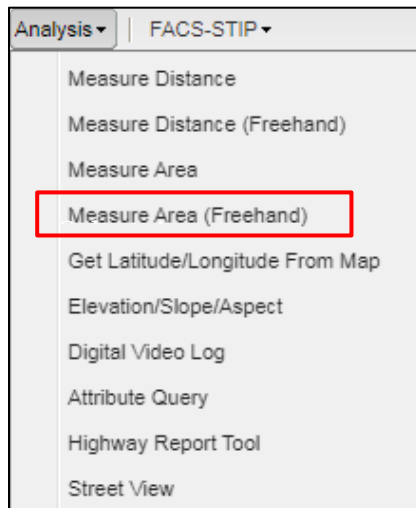 Analysis | FACS-STIP
Measure Distance
Measure Distance (Freehand)
Measure Area
Measure Area (Freehand)
Get Latitude/Longitude From Map
Elevation/Slope/Aspect
Digital Video Log
Attribute Query
Highway Report Tool
Street View